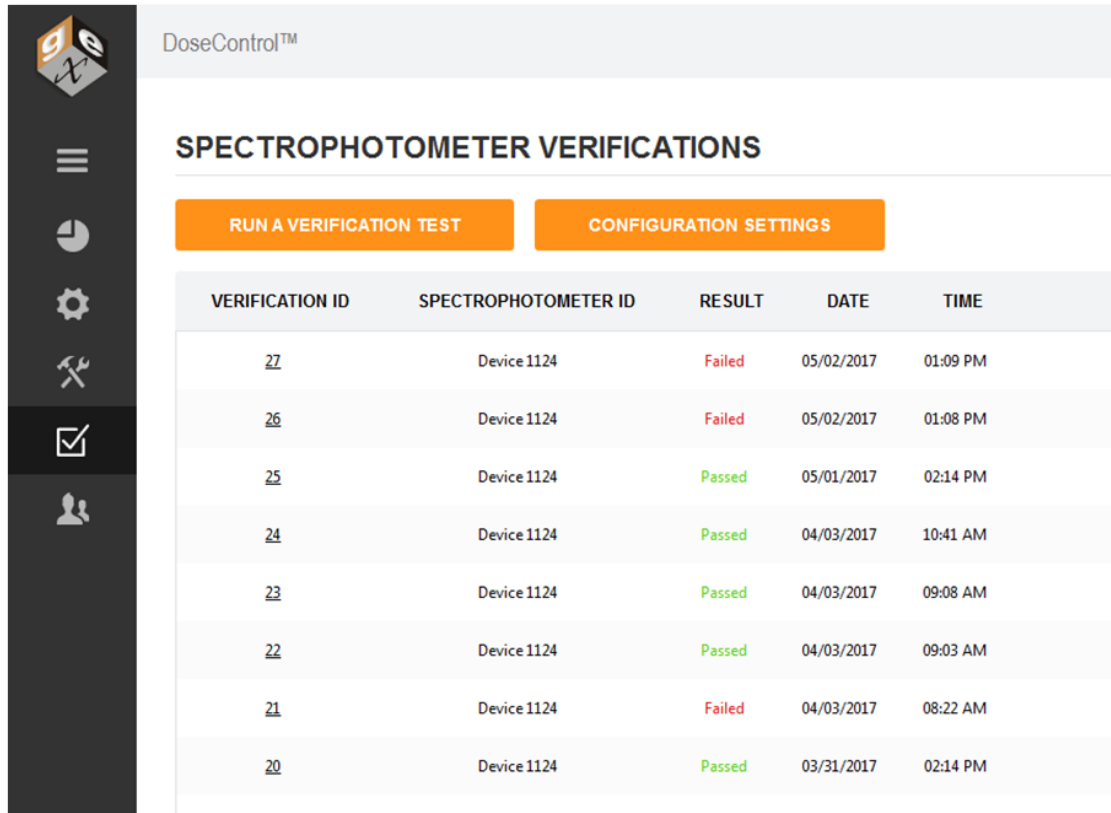 gex
DoseControl™
SPECTROPHOTOMETER VERIFICATIONS
RUN A VERIFICATION TEST CONFIGURATION SETTINGS
VERIFICATION ID SPECTROPHOTOMETER ID RESULT DATE TIME
27 Device 1124 Failed 05/02/2017 01:09 PM
26 Device 1124 Failed 05/02/2017 01:08 PM
25 Device 1124 Passed 05/01/2017 02:14 PM
24 Device 1124 Passed 04/03/2017 10:41 AM
23 Device 1124 Passed 04/03/2017 09:08 AM
22 Device 1124 Passed 04/03/2017 09:03 AM
21 Device 1124 Failed 04/03/2017 08:22 AM
20 Device 1124 Passed 03/31/2017 02:14 PM